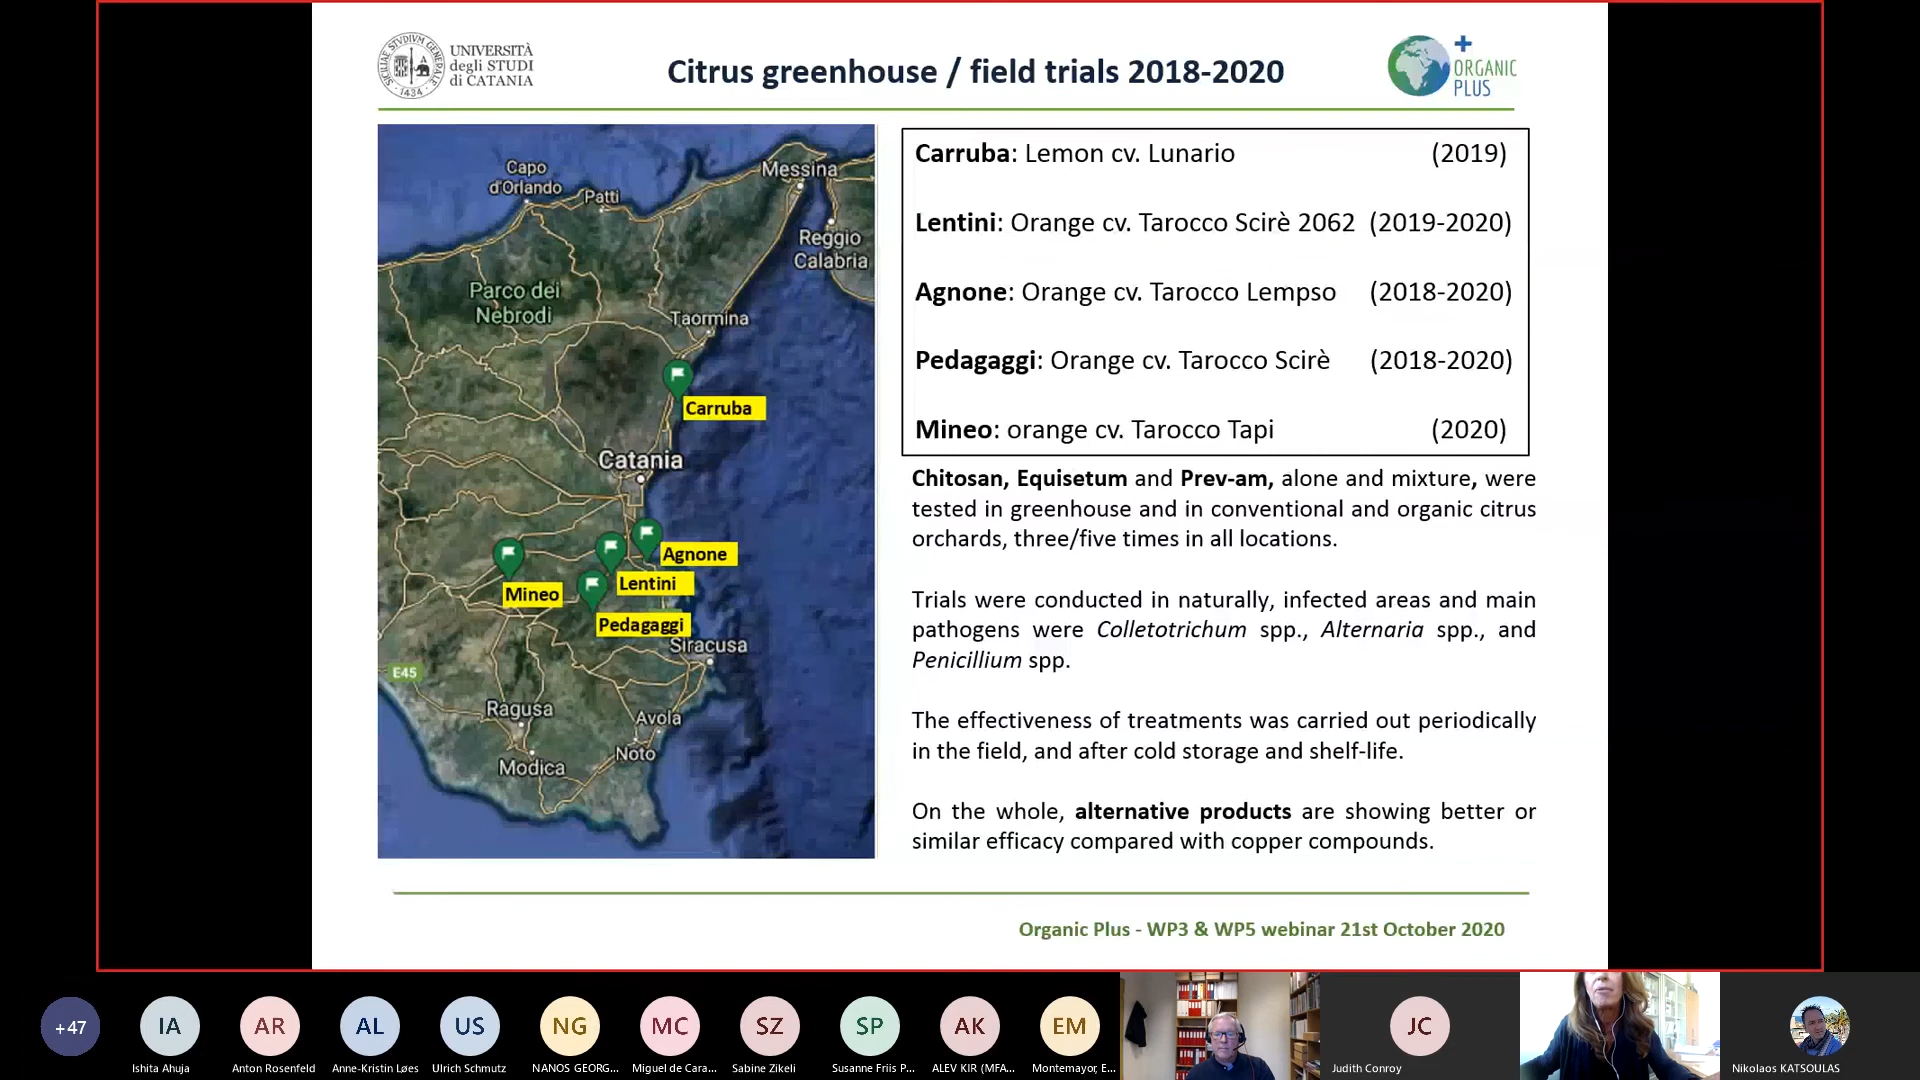 UNIVERSITÀ
degli STUDI
di CATANIA
Citrus greenhouse / field trials 2018-2020
ORGANIC
PLUS
Capo
d'Orlando
Patti
Messina
Reggio
Calabria
Parco dei
Nebrodi
Taormina
Carruba
Catania
Agnone
Lentini
Mineo
Pedagaggi
Siracusa
E45
Ragusa
Avola
Noto
Modica
Carruba: Lemon cv. Lunario (2019)
Lentini: Orange cv. Tarocco Scirè 2062 (2019-2020)
Agnone: Orange cv. Tarocco Lempso (2018-2020)
Pedagaggi: Orange cv. Tarocco Scirè (2018-2020)
Mineo: orange cv. Tarocco Tapi (2020)
Chitosan, Equisetum and Prev-am, alone and mixture, were
tested in greenhouse and in conventional and organic citrus
orchards, three/five times in all locations.
Trials were conducted in naturally, infected areas and main
pathogens were Colletotrichum spp., Alternaria spp., and
Penicillium spp.
The effectiveness of treatments was carried out periodically
in the field, and after cold storage and shelf-life.
On the whole, alternative products are showing better or
similar efficacy compared with copper compounds.
Organic Plus - WP3 & WP5 webinar 21st October 2020
+47
IA
AR
AL
US
NG
MC
SZ
SP
AK
EM
JC
Ishita Ahuja
Anton Rosenfeld
Anne-Kristin Løes
Ulrich Schmutz
NANOS GEORG...
Miguel de Cara...
Sabine Zikeli
Susanne Friis P...
ALEV KIR (MFA...
Montemayor, E...
Judith Conroy
Nikolaos KATSOULAS